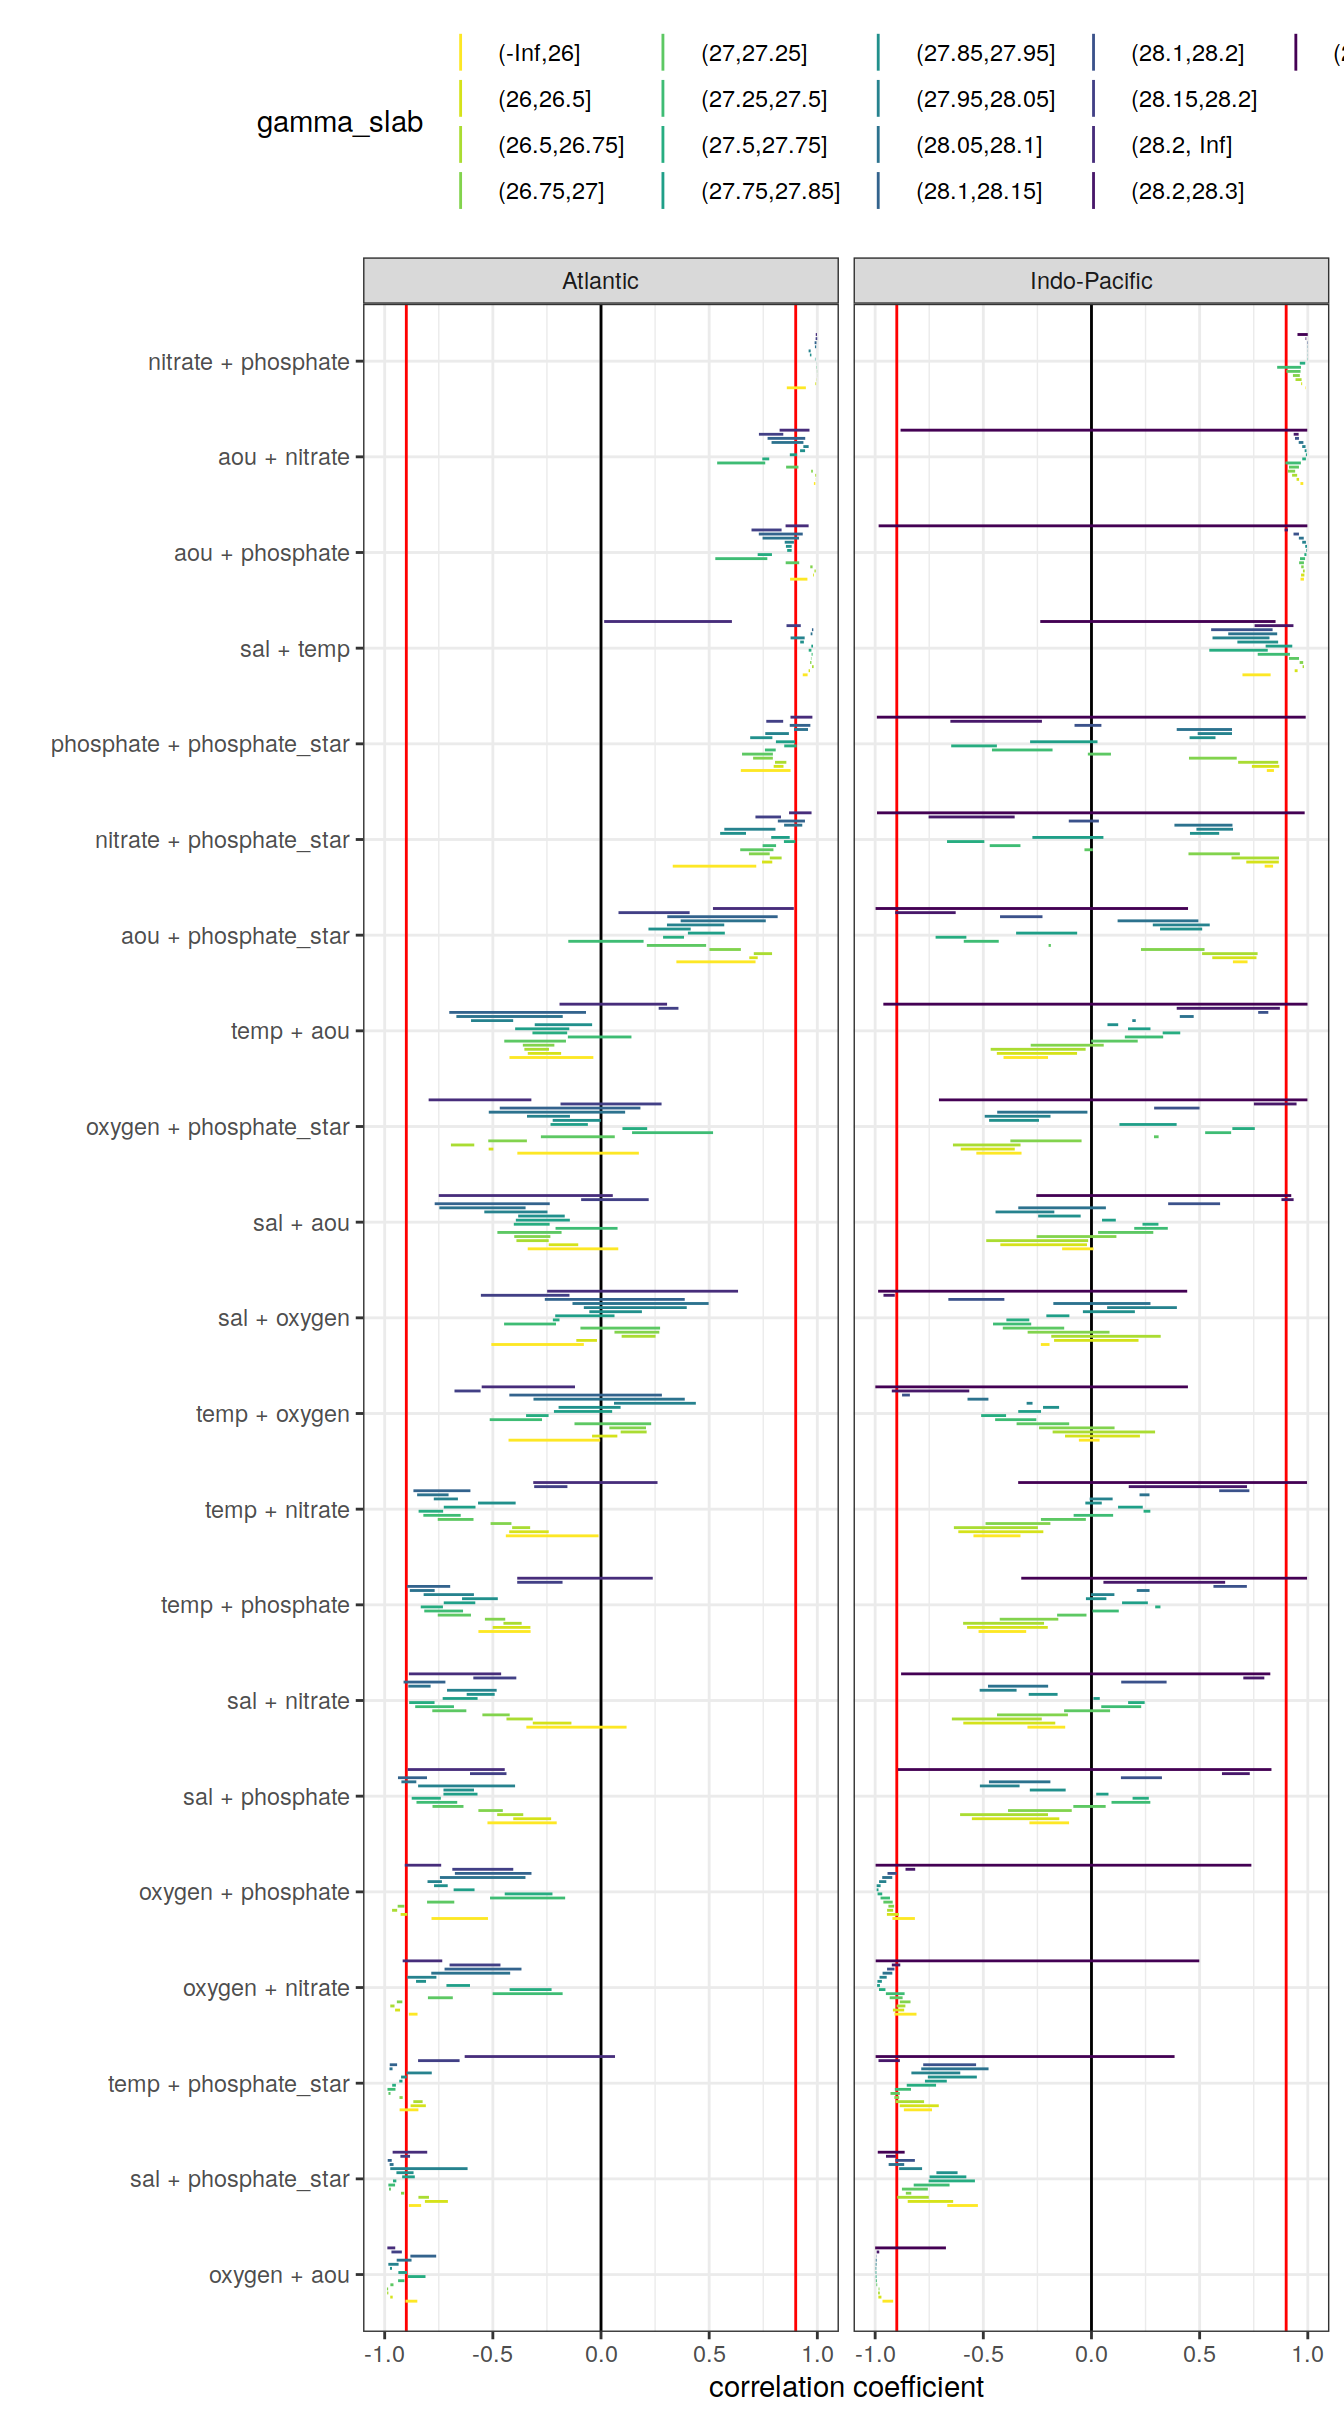 gamma_slab
(-Inf,26] (27,27.25] (27.85,27.95] (28.1,28.2]
(26,26.5] (27.25,27.5] (27.95,28.05] (28.15,28.2]
(26.5,26.75] (27.5,27.75] (28.05,28.1] (28.2, Inf]
(26.75,27] (27.75,27.85] (28.1,28.15] (28.2,28.3]
Atlantic Indo-Pacific
nitrate + phosphate
aou + nitrate
aou + phosphate
sal + temp
phosphate + phosphate_star
nitrate + phosphate_star
aou + phosphate_star
temp + aou
oxygen + phosphate_star
sal + aou
sal + oxygen
temp + oxygen
temp + nitrate
temp + phosphate
sal + nitrate
sal + phosphate
oxygen + phosphate
oxygen + nitrate
temp + phosphate_star
sal + phosphate_star
oxygen + aou
-1.0 -0.5 0.0 0.5 1.0 -1.0 -0.5 0.0 0.5 1.0
correlation coefficient